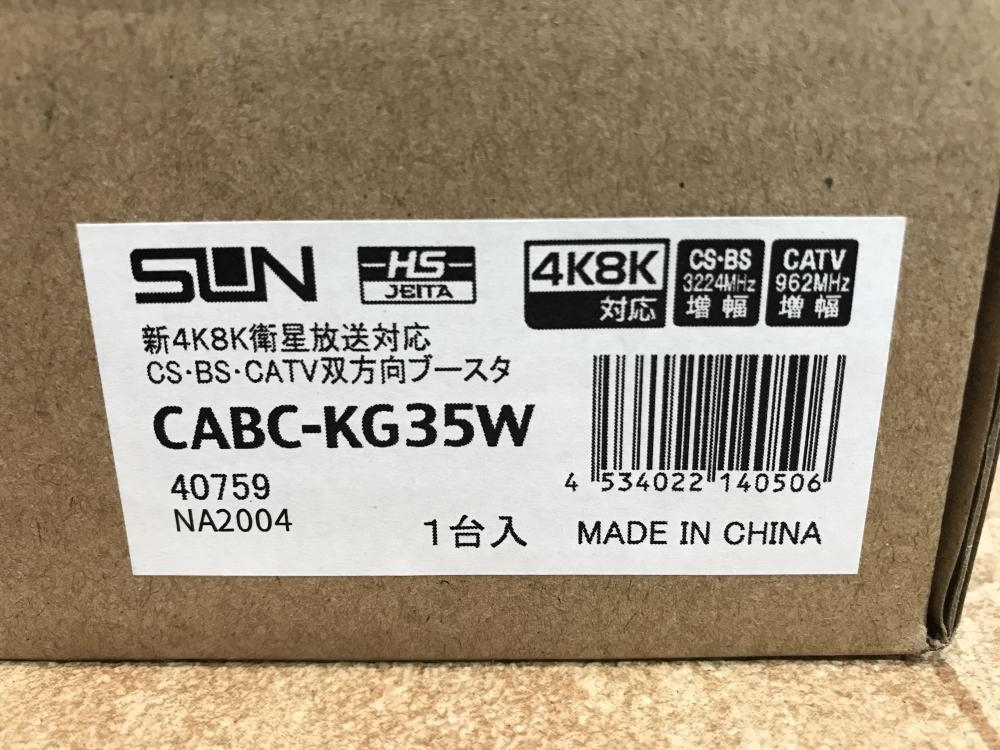 SUN
HS
JEITA
4K8K
対応
CS・BS
3224MHz
増幅
CATV
962MHz
増幅
新4K8K衛星放送対応
CS・BS・CATV双方向ブースタ
CABC-KG35W
40759
NA2004
4 534022 140506
1台入
MADE IN CHINA